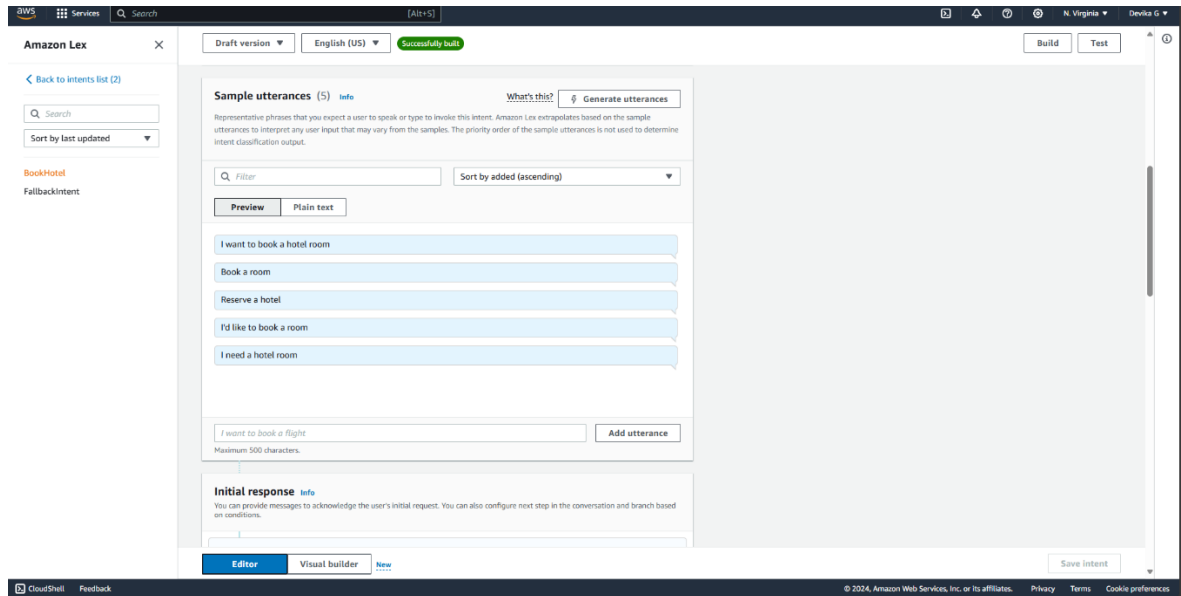 aws Services Search [Alt+S] N. Virginia ▼ Devika G ▼
Amazon Lex
Back to intents list (2)
Search
Sort by last updated ▼
BookHotel
FallbackIntent
Draft version ▼ English (US) ▼ Successfully built Build Test
Sample utterances (5) Info What's this? Generate utterances
Representative phrases that you expect a user to speak or type to invoke this intent. Amazon Lex extrapolates based on the sample
utterances to interpret any user input that may vary from the samples. The priority order of the sample utterances is not used to determine
intent classification output.
Filter Sort by added (ascending) ▼
Preview Plain text
I want to book a hotel room
Book a room
Reserve a hotel
I'd like to book a room
I need a hotel room
I want to book a flight Add utterance
Maximum 500 characters.
Initial response Info
You can provide messages to acknowledge the user's initial request. You can also configure next step in the conversation and branch based
on conditions.
Editor Visual builder New Save intent
CloudShell Feedback © 2024, Amazon Web Services, Inc. or its affiliates. Privacy Terms Cookie preferences